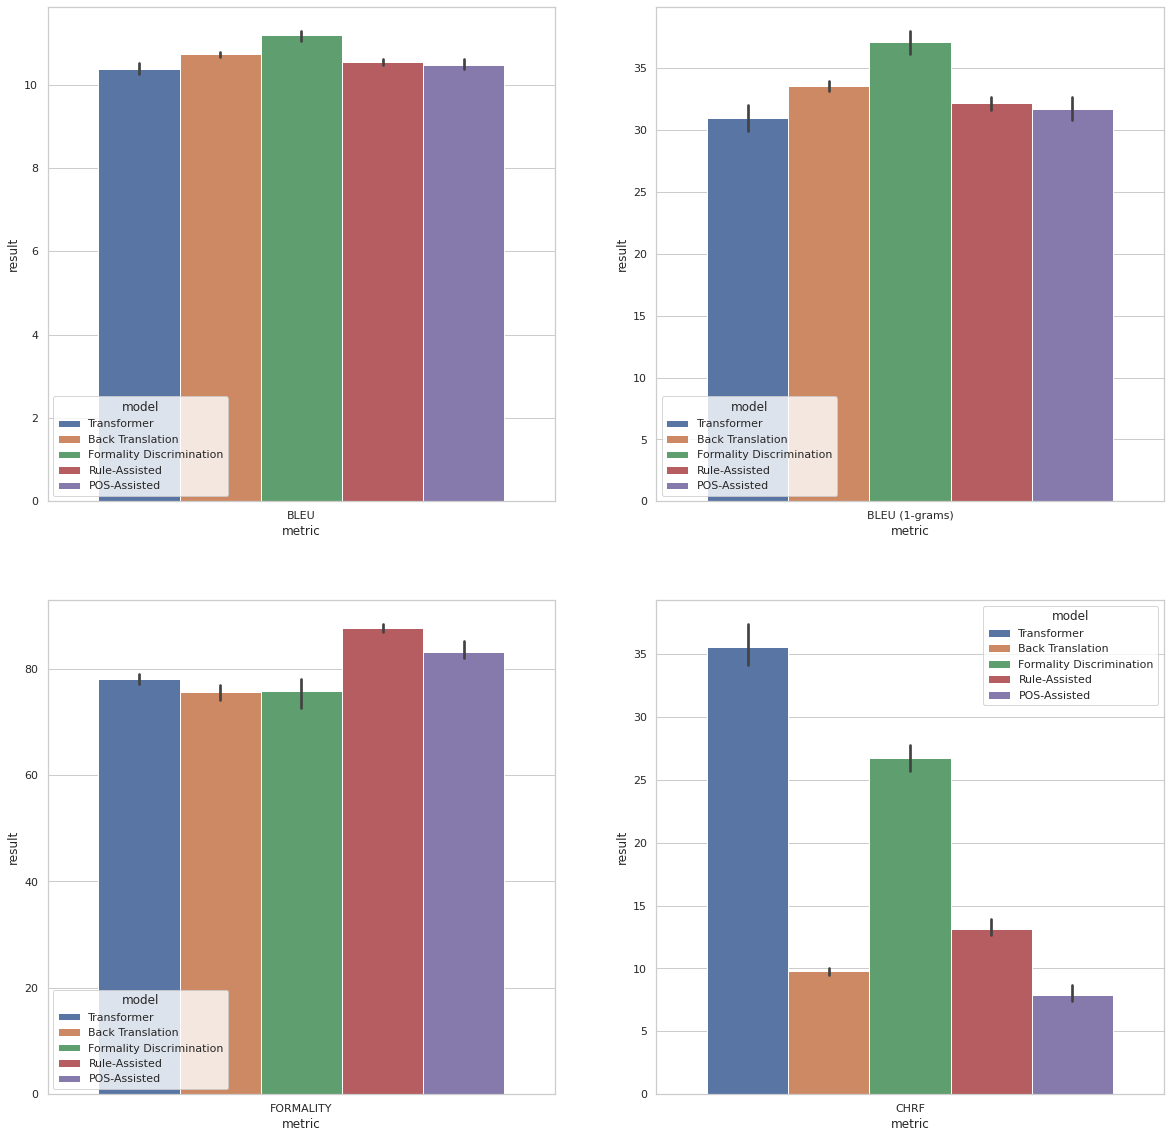 result
10
8
6
4
2
0
model
Transformer
Back Translation
Formality Discrimination
Rule-Assisted
POS-Assisted
BLEU
metric
result
35
30
25
20
15
10
5
0
model
Transformer
Back Translation
Formality Discrimination
Rule-Assisted
POS-Assisted
BLEU (1-grams)
metric
result
80
60
40
20
0
model
Transformer
Back Translation
Formality Discrimination
Rule-Assisted
POS-Assisted
FORMALITY
metric
result
35
30
25
20
15
10
5
0
model
Transformer
Back Translation
Formality Discrimination
Rule-Assisted
POS-Assisted
CHRF
metric